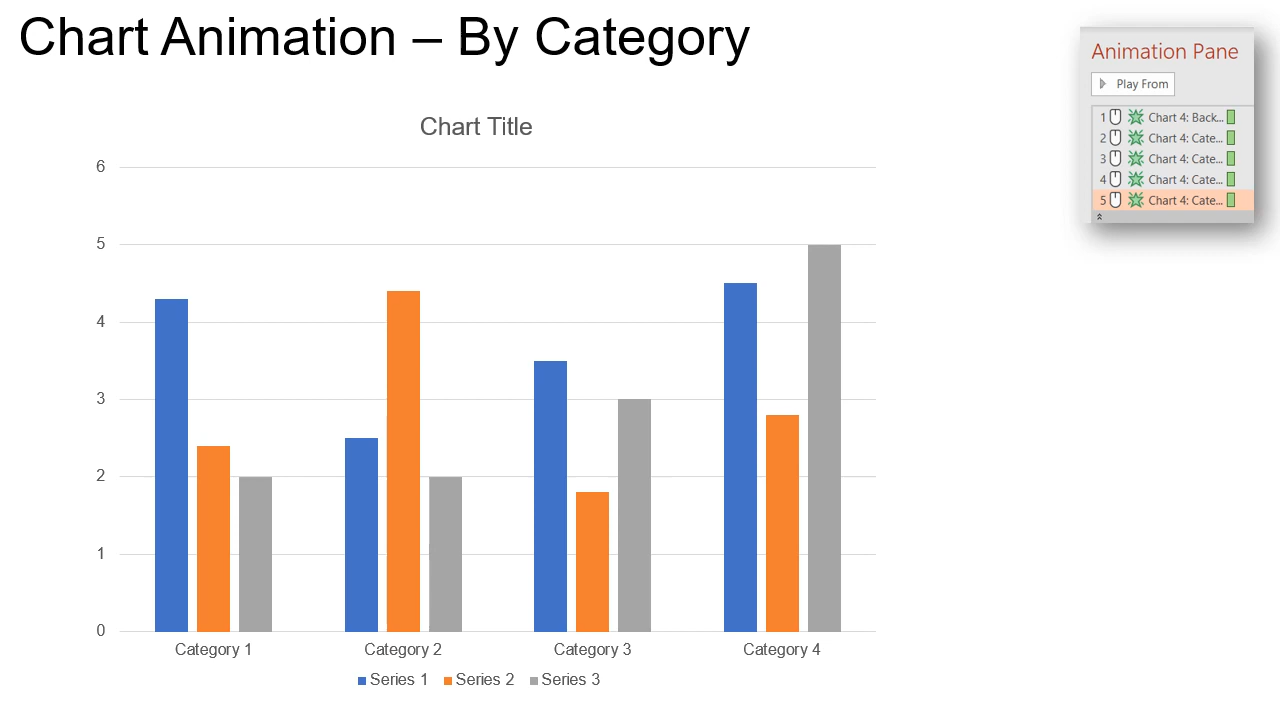 Chart Animation – By Category
Animation Pane
Play From
1 Chart 4: Back...
2 Chart 4: Cate...
3 Chart 4: Cate...
4 Chart 4: Cate...
5 Chart 4: Cate...
Chart Title
6
5
4
3
2
1
0
Category 1 Category 2 Category 3 Category 4
Series 1 Series 2 Series 3